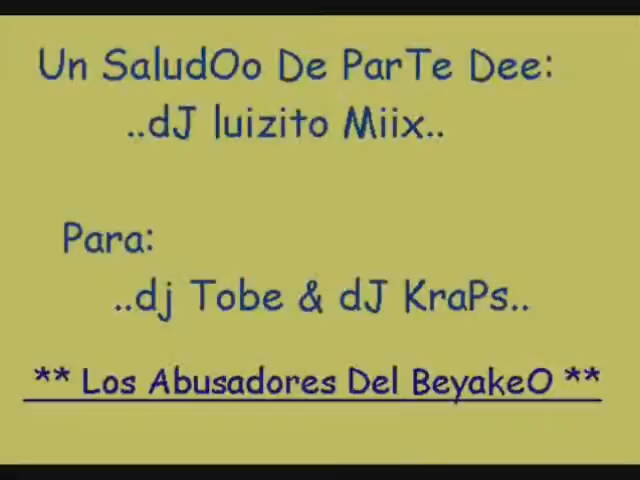 Un SaludOo De ParTe Dee:
..dJ luizito Miix..
Para:
..dj Tobe & dJ KraPs..
** Los Abusadores Del BeyakeO **